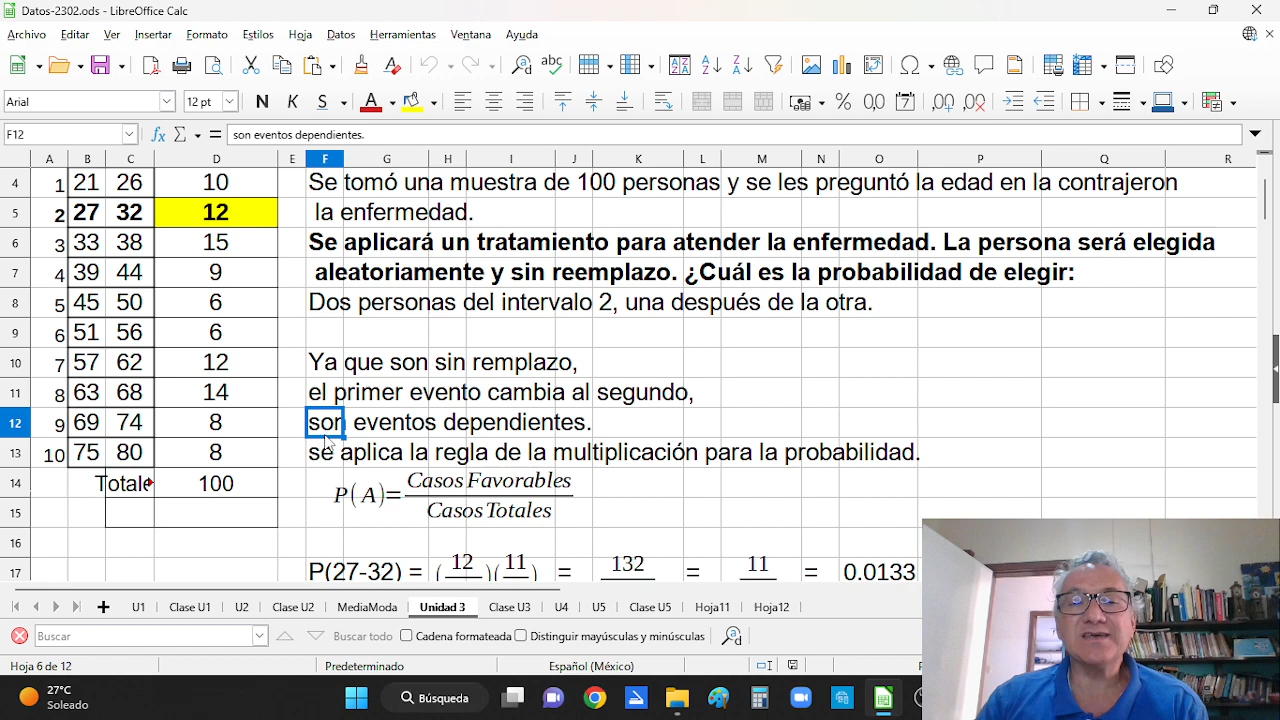 Datos-2302.ods - LibreOffice Calc
Archivo Editar Ver Insertar Formato Estilos Hoja Datos Herramientas Ventana Ayuda
Arial 12 pt N K S A
F12 fx Σ = son eventos dependientes.
A B C D E F G H I J K L M N O P Q R
4 1 21 26 10 Se tomó una muestra de 100 personas y se les preguntó la edad en la contrajeron
5 2 27 32 12 la enfermedad.
6 3 33 38 15 Se aplicará un tratamiento para atender la enfermedad. La persona será elegida
7 4 39 44 9 aleatoriamente y sin reemplazo. ¿Cuál es la probabilidad de elegir:
8 5 45 50 6 Dos personas del intervalo 2, una después de la otra.
9 6 51 56 6
10 7 57 62 12 Ya que son sin remplazo,
11 8 63 68 14 el primer evento cambia al segundo,
12 9 69 74 8 son eventos dependientes.
13 10 75 80 8 se aplica la regla de la multiplicación para la probabilidad.
14 Totale 100 P(A)= Casos Favorables
15 Casos Totales
16
17 P(27-32) = (12)(11) = 132 = 11 = 0.0133
U1 Clase U1 U2 Clase U2 MediaModa Unidad 3 Clase U3 U4 U5 Clase U5 Hoja11 Hoja12
Buscar Buscar todo Cadena formateada Distinguir mayúsculas y minúsculas
Hoja 6 de 12 Predeterminado Español (México)
27°C
Soleado
Búsqueda